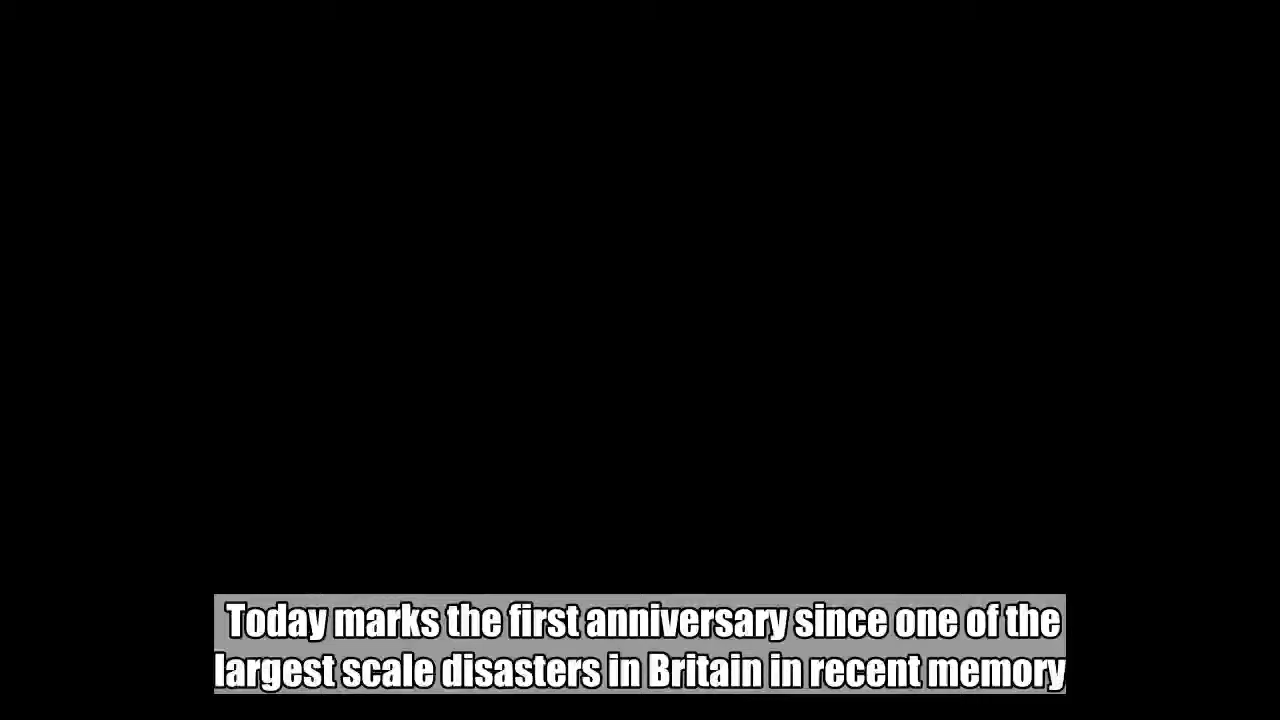 Today marks the first anniversary since one of the
largest scale disasters in Britain in recent memory